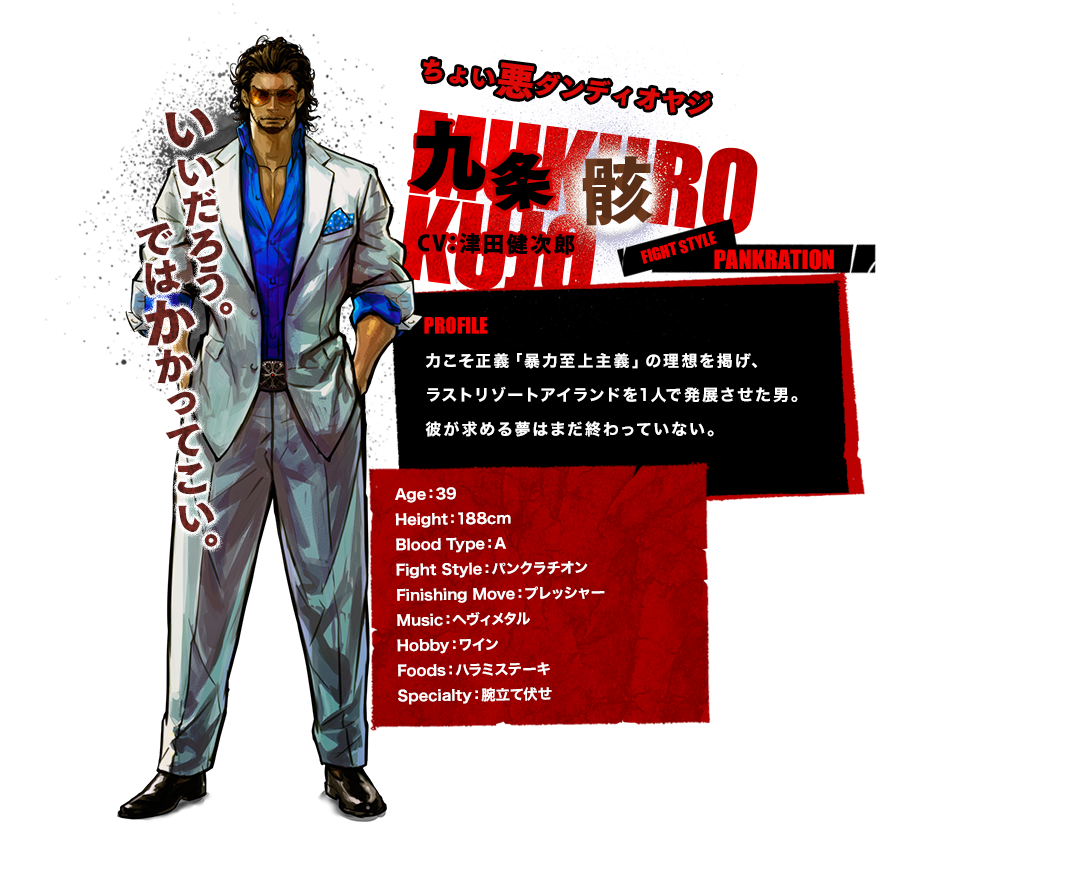 いいだろう。
ではかかってこい。
ちょい悪ダンディオヤジ
MUKURO
KUJO
九条 骸
CV:津田健次郎
FIGHT STYLE
PANKRATION
PROFILE
力こそ正義「暴力至上主義」の理想を掲げ、
ラストリゾートアイランドを1人で発展させた男。
彼が求める夢はまだ終わっていない。
Age:39
Height:188cm
Blood Type:A
Fight Style:パンクラチオン
Finishing Move:プレッシャー
Music:ヘヴィメタル
Hobby:ワイン
Foods:ハラミステーキ
Specialty:腕立て伏せ